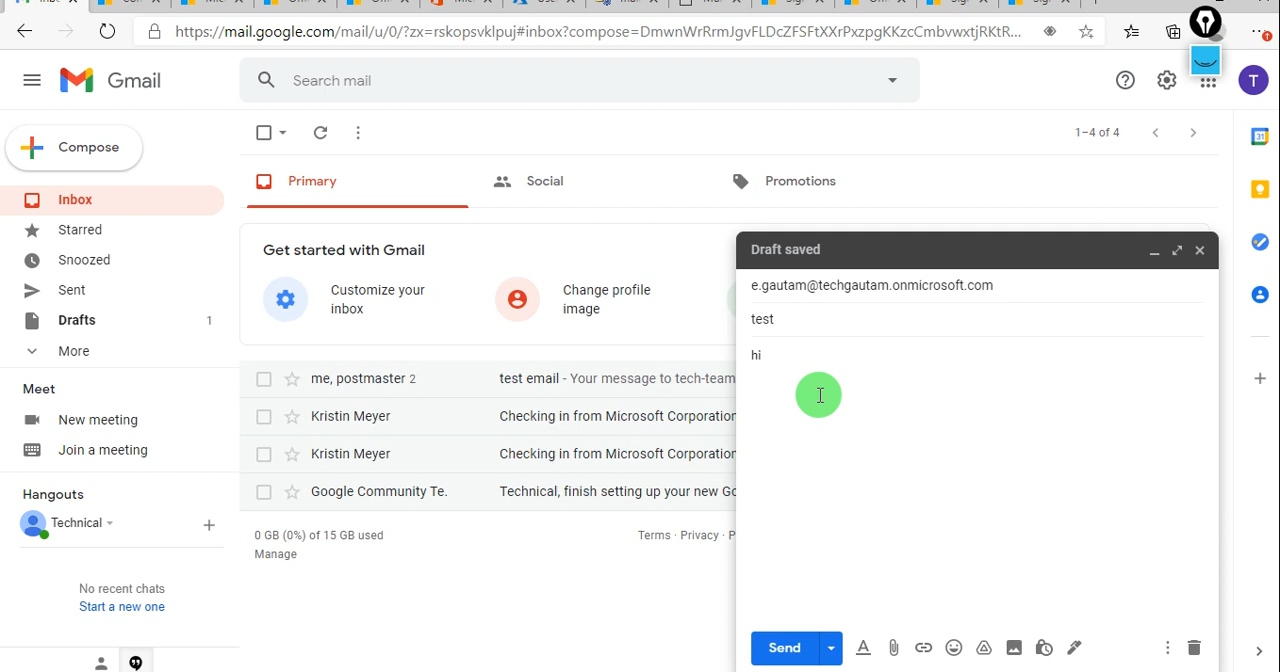 https://mail.google.com/mail/u/0/?zx=rskopsvklpuj#inbox?compose=DmwnWrRrmJgvFLDcZFSFtXXrPxzpgKKzcCmbvwxtjRKtR...
Gmail
Search mail
T
Compose
1–4 of 4
Inbox
Primary
Social
Promotions
Starred
Snoozed
Sent
Drafts 1
More
Get started with Gmail
Customize your
inbox
Change profile
image
Draft saved
e.gautam@techgautam.onmicrosoft.com
test
hi
me, postmaster 2 test email - Your message to tech-team
Kristin Meyer Checking in from Microsoft Corporation
Kristin Meyer Checking in from Microsoft Corporation
Google Community Te. Technical, finish setting up your new Go
Meet
New meeting
Join a meeting
Hangouts
Technical
No recent chats
Start a new one
0 GB (0%) of 15 GB used
Manage
Terms · Privacy · P
Send
31